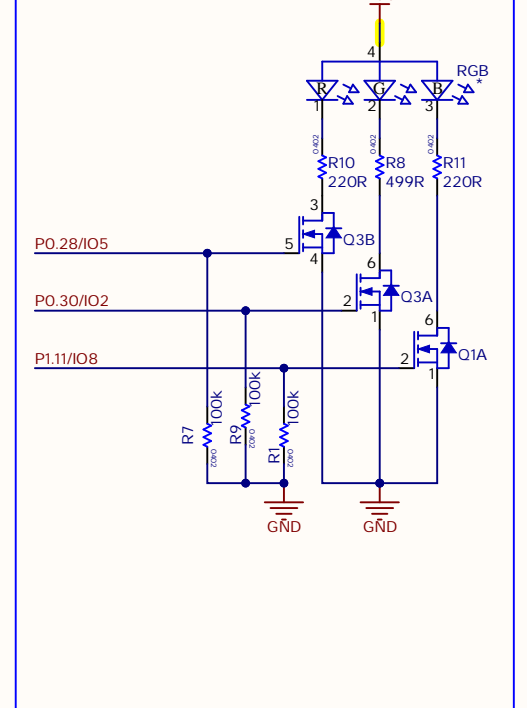 4
RGB
*
R
G
B
1
2
3
0402
0402
0402
R10
220R
R8
499R
R11
220R
3
P0.28/IO5
5
Q3B
4
6
P0.30/IO2
2
Q3A
1
6
P1.11/IO8
2
Q1A
1
R7
100k
0402
R9
100k
0402
R1
100k
0402
GND
GND